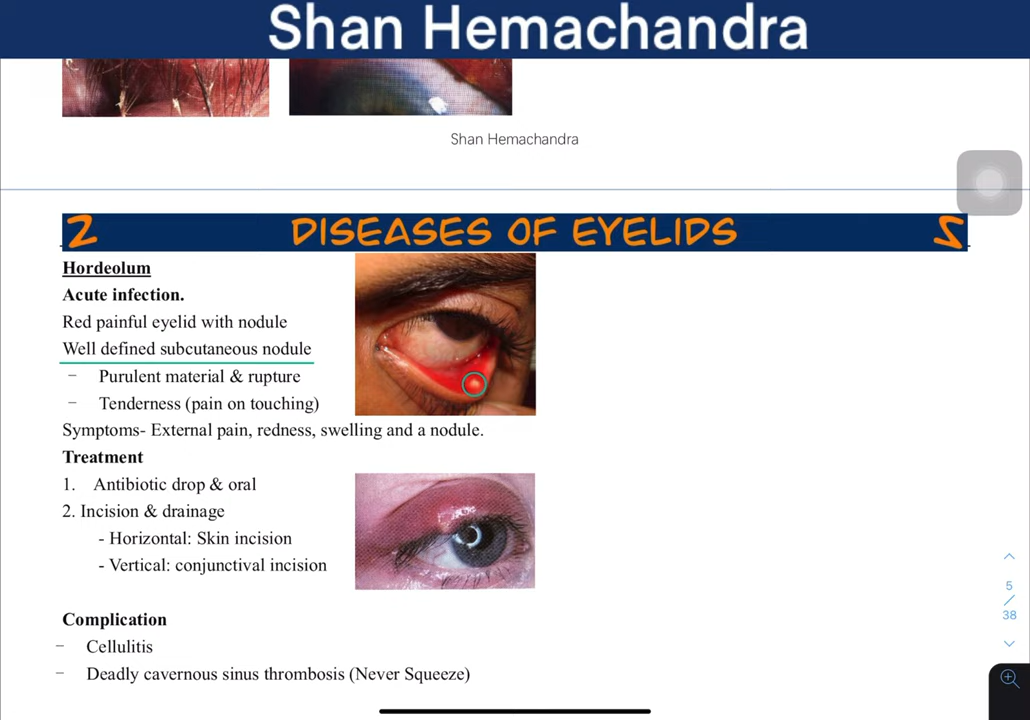 Shan Hemachandra
Shan Hemachandra
2 DISEASES OF EYELIDS
Hordeolum
Acute infection.
Red painful eyelid with nodule
Well defined subcutaneous nodule
– Purulent material & rupture
– Tenderness (pain on touching)
Symptoms- External pain, redness, swelling and a nodule.
Treatment
1. Antibiotic drop & oral
2. Incision & drainage
- Horizontal: Skin incision
- Vertical: conjunctival incision
Complication
– Cellulitis
– Deadly cavernous sinus thrombosis (Never Squeeze)
5
/
38